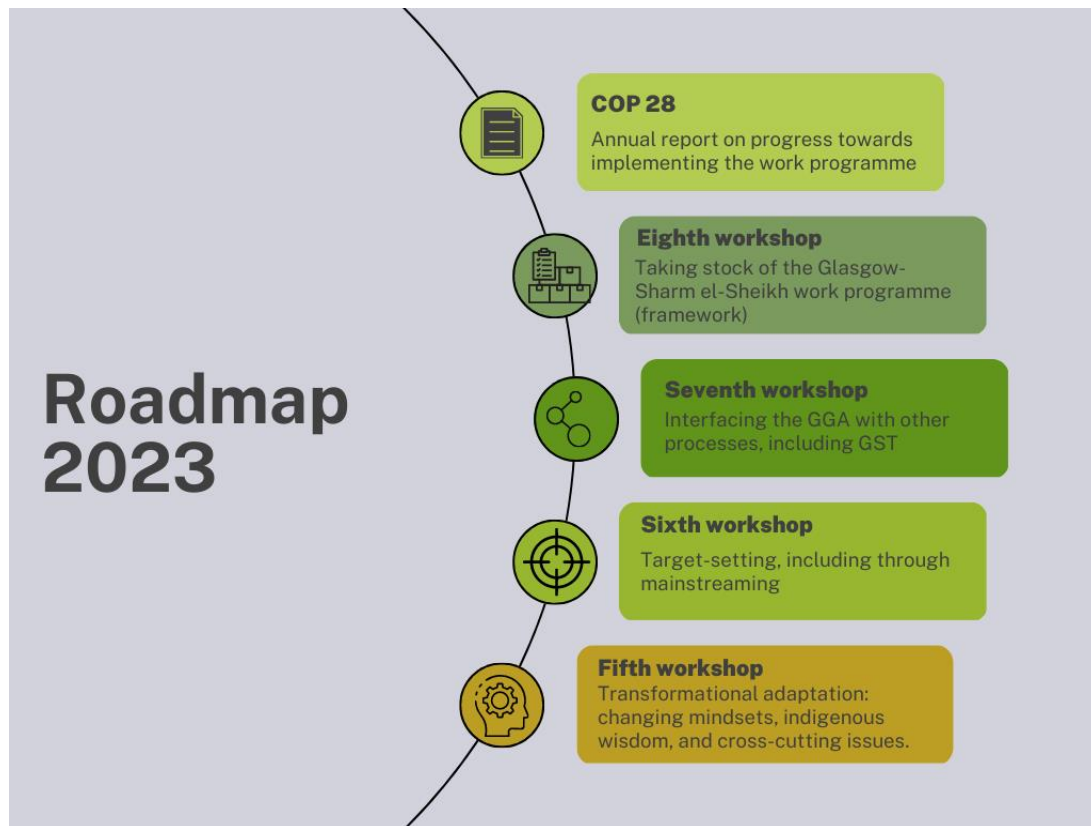 Roadmap
2023
COP 28
Annual report on progress towards
implementing the work programme
Eighth workshop
Taking stock of the Glasgow-
Sharm el-Sheikh work programme
(framework)
Seventh workshop
Interfacing the GGA with other
processes, including GST
Sixth workshop
Target-setting, including through
mainstreaming
Fifth workshop
Transformational adaptation:
changing mindsets, indigenous
wisdom, and cross-cutting issues.